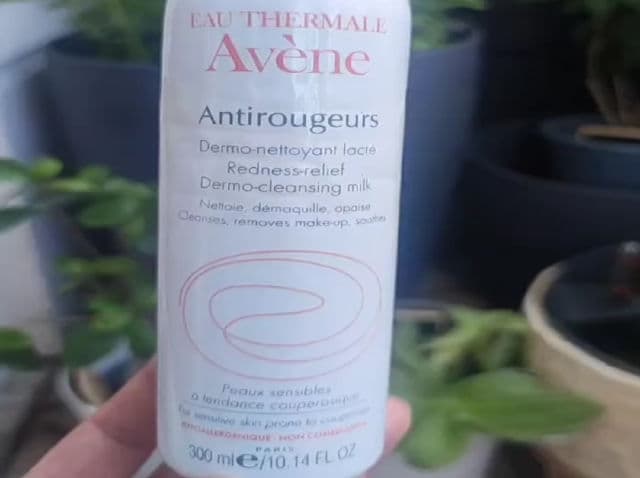 EAU THERMALE
Avène
Antirougeurs
Dermo-nettoyant lacté
Redness-relief
Dermo-cleansing milk
Nettoie, démaquille, apaise
Cleanses, removes make-up, soothes
Peaux sensibles
à tendance couperosique
For sensitive skin prone to
HYPOALLERGÉNIQUE - NON
PARIS
300 ml e/10.14 FL OZ